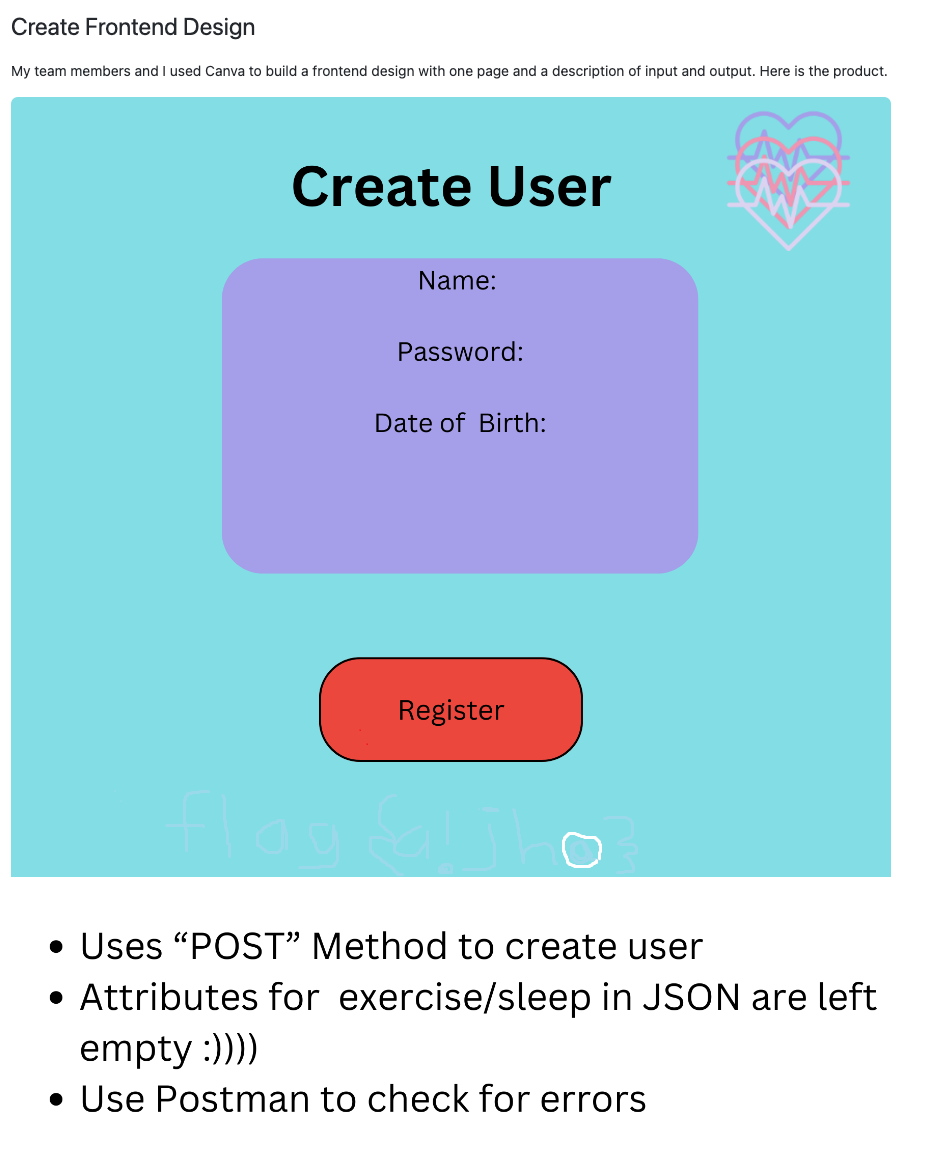 Create Frontend Design
My team members and I used Canva to build a frontend design with one page and a description of input and output. Here is the product.
Create User
Name:
Password:
Date of  Birth:
Register
• Uses “POST” Method to create user
• Attributes for  exercise/sleep in JSON are left
empty :))))
• Use Postman to check for errors